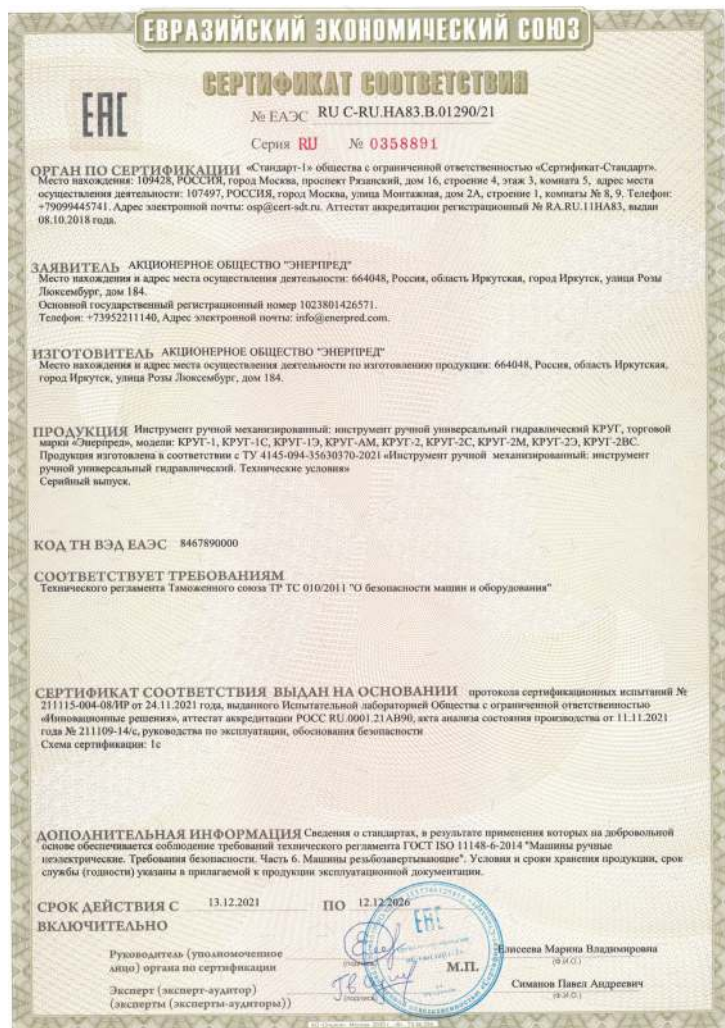 ЕВРАЗИЙСКИЙ ЭКОНОМИЧЕСКИЙ СОЮЗ
СЕРТИФИКАТ СООТВЕТСТВИЯ
ЕАС
№ ЕАЭС RU C-RU.HA83.B.01290/21
Серия RU № 0358891
ОРГАН ПО СЕРТИФИКАЦИИ «Стандарт-1» общества с ограниченной ответственностью «Сертификат-Стандарт».
Место нахождения: 109428, РОССИЯ, город Москва, проспект Рязанский, дом 16, строение 4, этаж 3, комната 5, адрес места
осуществления деятельности: 107497, РОССИЯ, город Москва, улица Монтажная, дом 2А, строение 1, комнаты № 8, 9. Телефон:
+79099445741. Адрес электронной почты: osp@cert-sdt.ru. Аттестат аккредитации регистрационный № RA.RU.11HA83, выдан
08.10.2018 года.
ЗАЯВИТЕЛЬ АКЦИОНЕРНОЕ ОБЩЕСТВО "ЭНЕРПРЕД"
Место нахождения и адрес места осуществления деятельности: 664048, Россия, область Иркутская, город Иркутск, улица Розы
Люксембург, дом 184.
Основной государственный регистрационный номер 1023801426571.
Телефон: +73952211140, Адрес электронной почты: info@enerpred.com.
ИЗГОТОВИТЕЛЬ АКЦИОНЕРНОЕ ОБЩЕСТВО "ЭНЕРПРЕД"
Место нахождения и адрес места осуществления деятельности по изготовлению продукции: 664048, Россия, область Иркутская,
город Иркутск, улица Розы Люксембург, дом 184.
ПРОДУКЦИЯ Инструмент ручной механизированный: инструмент ручной универсальный гидравлический КРУГ, торговой
марки «Энерпред», модели: КРУГ-1, КРУГ-1С, КРУГ-1Э, КРУГ-АМ, КРУГ-2, КРУГ-2С, КРУГ-2М, КРУГ-2Э, КРУГ-2ВС.
Продукция изготовлена в соответствии с ТУ 4145-094-35630370-2021 «Инструмент ручной механизированный: инструмент
ручной универсальный гидравлический. Технические условия»
Серийный выпуск.
КОД ТН ВЭД ЕАЭС 8467890000
СООТВЕТСТВУЕТ ТРЕБОВАНИЯМ
Технического регламента Таможенного союза ТР ТС 010/2011 "О безопасности машин и оборудования"
СЕРТИФИКАТ СООТВЕТСТВИЯ ВЫДАН НА ОСНОВАНИИ протокола сертификационных испытаний №
211115-004-08/ИР от 24.11.2021 года, выданного Испытательной лабораторией Общества с ограниченной ответственностью
«Инновационные решения», аттестат аккредитации РОСС RU.0001.21АВ90, акта анализа состояния производства от 11.11.2021
года № 211109-14/с, руководства по эксплуатации, обоснования безопасности
Схема сертификации: 1с
ДОПОЛНИТЕЛЬНАЯ ИНФОРМАЦИЯ Сведения о стандартах, в результате применения которых на добровольной
основе обеспечивается соблюдение требований технического регламента ГОСТ ISO 11148-6-2014 "Машины ручные
неэлектрические. Требования безопасности. Часть 6. Машины резьбозавертывающие". Условия и сроки хранения продукции, срок
службы (годности) указаны в прилагаемой к продукции эксплуатационной документации.
СРОК ДЕЙСТВИЯ С 13.12.2021 ПО 12.12.2026
ВКЛЮЧИТЕЛЬНО
Руководитель (уполномоченное
лицо) органа по сертификации
(подпись)
М.П.
Елисеева Марина Владимировна
(Ф.И.О.)
Эксперт (эксперт-аудитор)
(эксперты (эксперты-аудиторы))
(подпись)
Симанов Павел Андреевич
(Ф.И.О.)
ЕАС